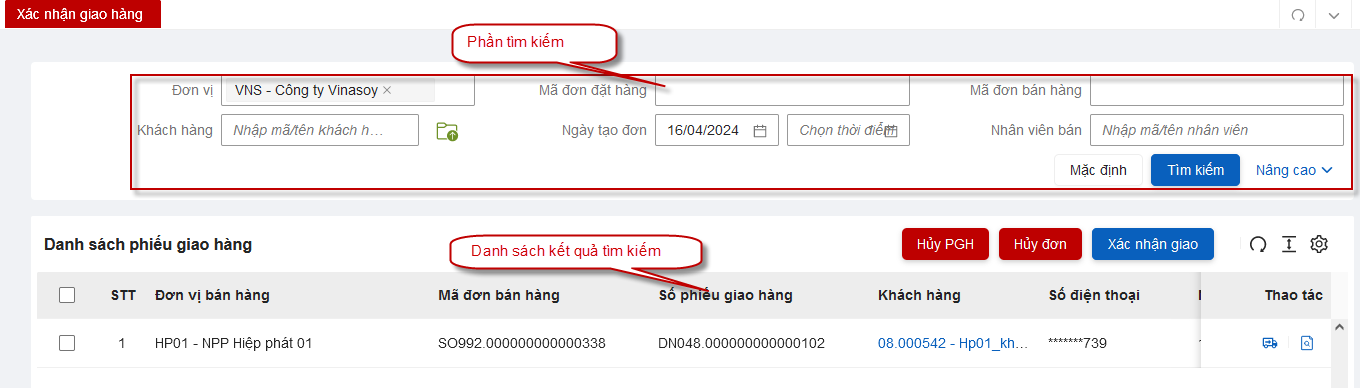 Xác nhận giao hàng
Phần tìm kiếm
Đơn vị VNS - Công ty Vinasoy Mã đơn đặt hàng Mã đơn bán hàng
Khách hàng Nhập mã/tên khách h... Ngày tạo đơn 16/04/2024 Chọn thời điểm Nhân viên bán Nhập mã/tên nhân viên
Mặc định Tìm kiếm Nâng cao
Danh sách phiếu giao hàng Danh sách kết quả tìm kiếm Hủy PGH Hủy đơn Xác nhận giao
STT Đơn vị bán hàng Mã đơn bán hàng Số phiếu giao hàng Khách hàng Số điện thoại Thao tác
1 HP01 - NPP Hiệp phát 01 SO992.000000000000338 DN048.000000000000102 08.000542 - Hp01_kh... *******739